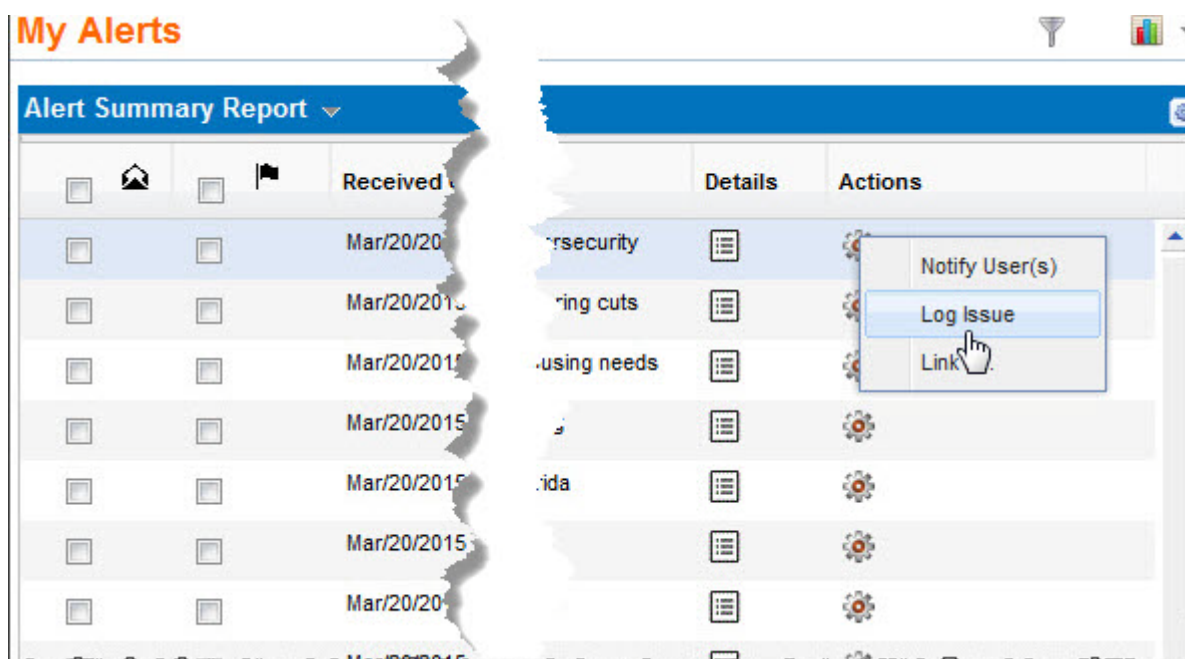 My Alerts
Alert Summary Report
Received Details Actions
Mar/20/20 rsecurity
Notify User(s)
Mar/20/201 ring cuts
Log Issue
Mar/20/201 using needs
Link
Mar/20/2015
Mar/20/2015 rida
Mar/20/2015
Mar/20/20